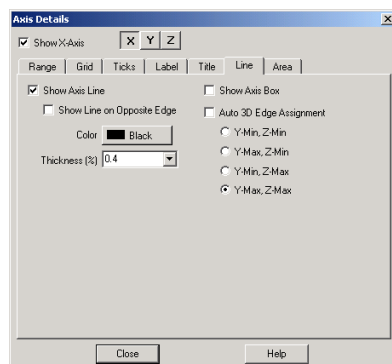 Axis Details
Show X-Axis X Y Z
Range Grid Ticks Label Title Line Area
Show Axis Line
Show Axis Box
Show Line on Opposite Edge
Auto 3D Edge Assignment
Color Black
Y-Min, Z-Min
Thickness (%) 0.4
Y-Max, Z-Min
Y-Min, Z-Max
Y-Max, Z-Max
Close Help